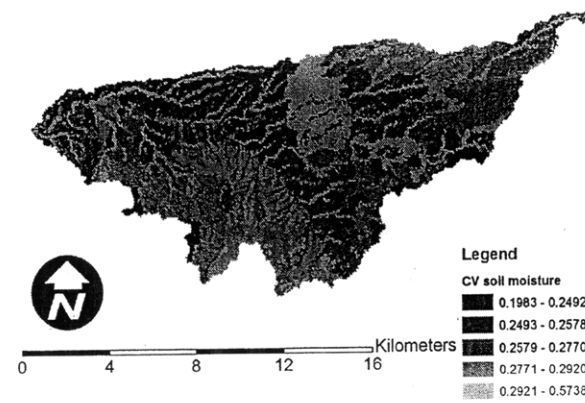 N
Legend
CV soil moisture
0.1983 - 0.2492
0.2493 - 0.2578
0.2579 - 0.2770
0.2771 - 0.2920
0.2921 - 0.5738
Kilometers
0 4 8 12 16